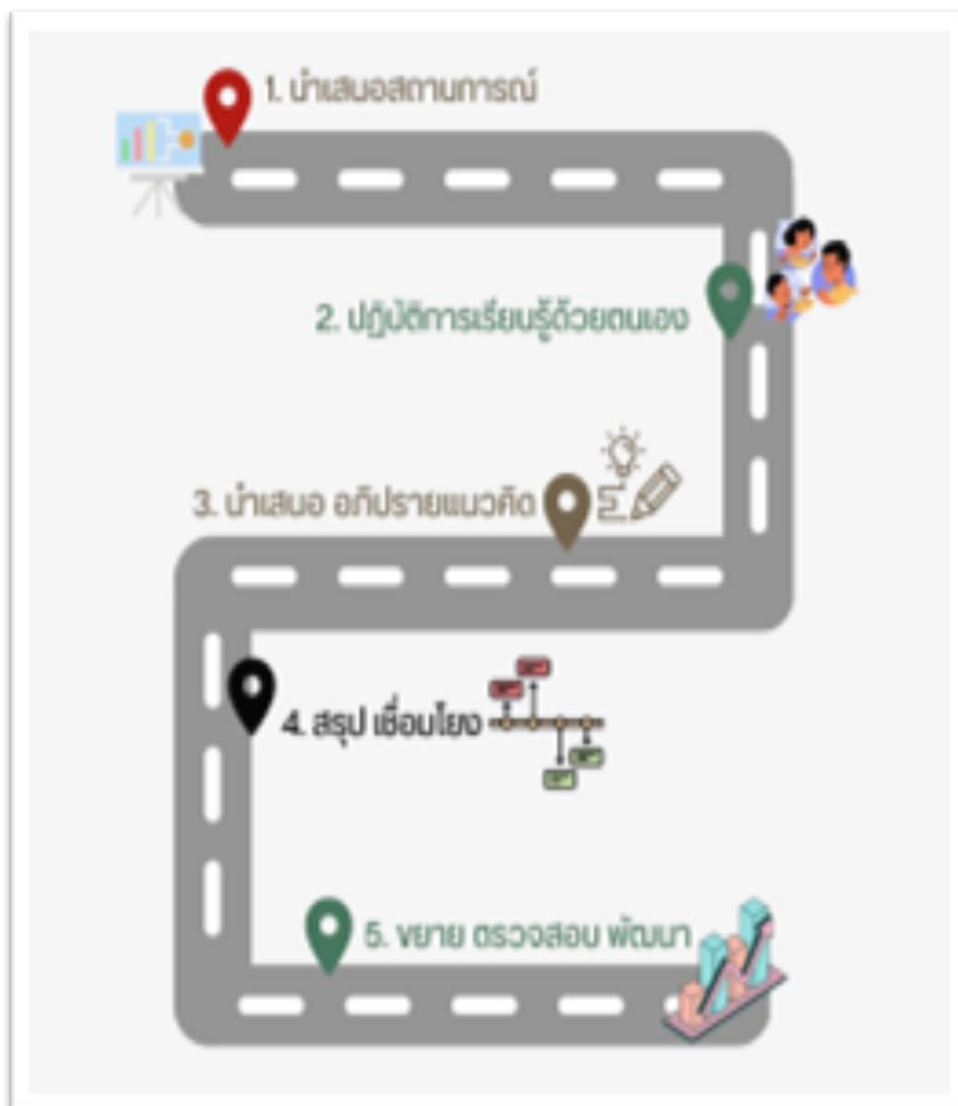 1. นำเสนอสถานการณ์
2. ปฏิบัติการเรียนรู้ด้วยตนเอง
3. นำเสนอ อภิปรายแนวคิด
4. สรุป เชื่อมโยง
5. ขยาย ตรวจสอบ พัฒนา